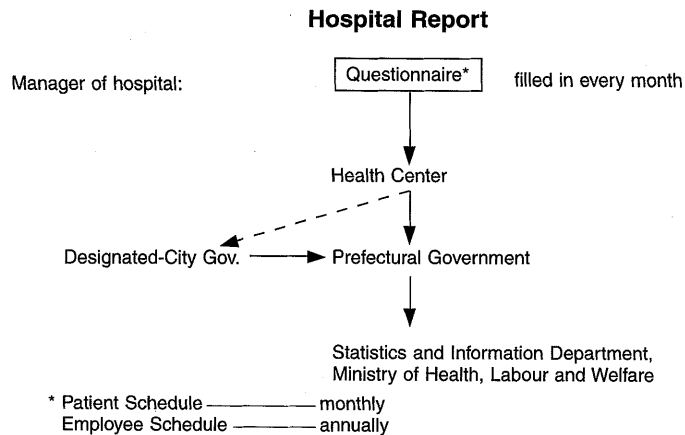 Hospital Report
Manager of hospital: Questionnaire* filled in every month
Health Center
Designated-City Gov. Prefectural Government
Statistics and Information Department,
Ministry of Health, Labour and Welfare
* Patient Schedule monthly
Employee Schedule annually